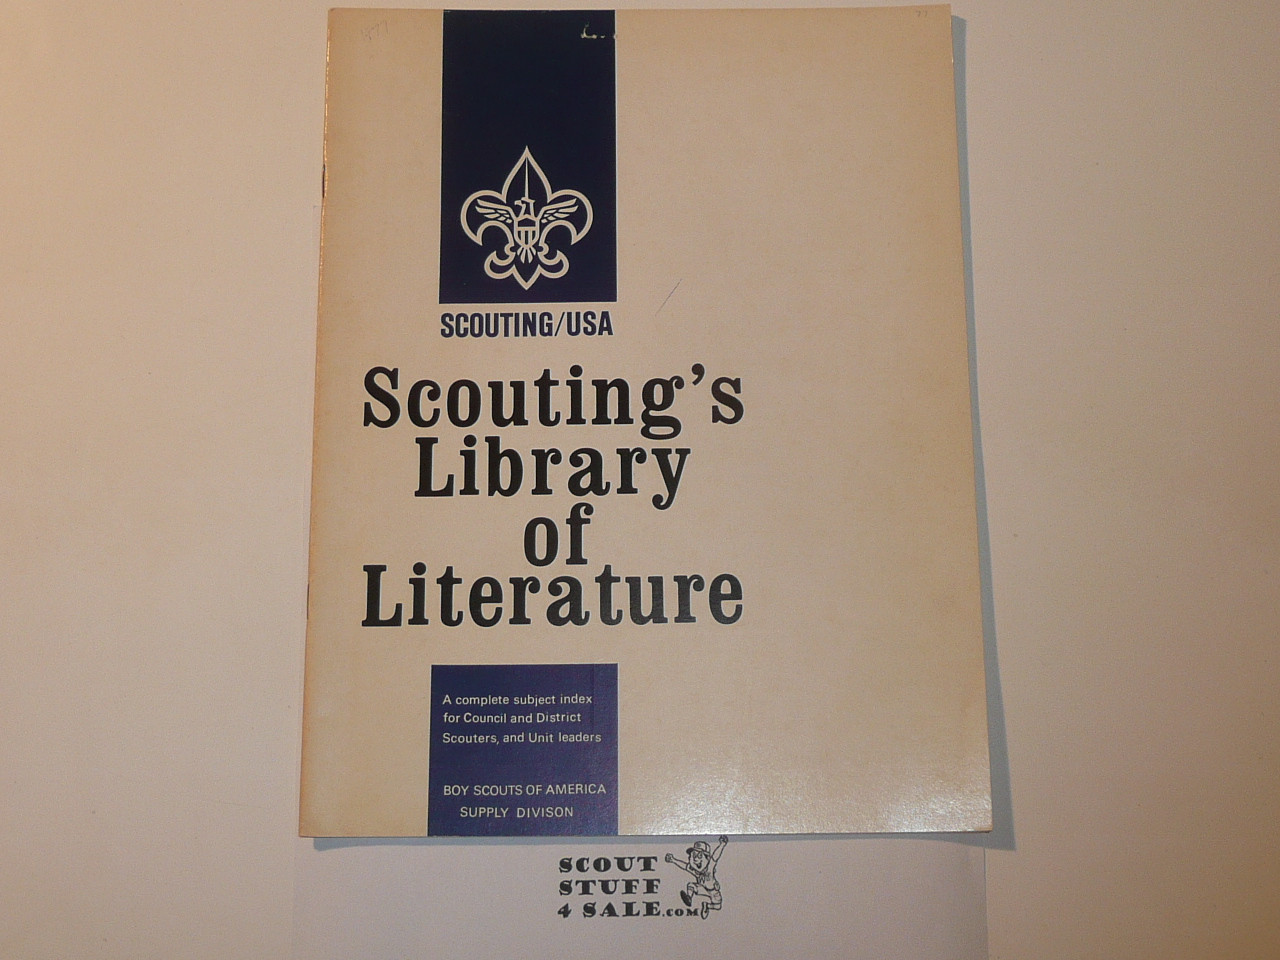 SCOUTING/USA
Scouting's
Library
of
Literature
A complete subject index
for Council and District
Scouters, and Unit leaders
BOY SCOUTS OF AMERICA
SUPPLY DIVISON
SCOUT
STUFF
4 SALE.COM